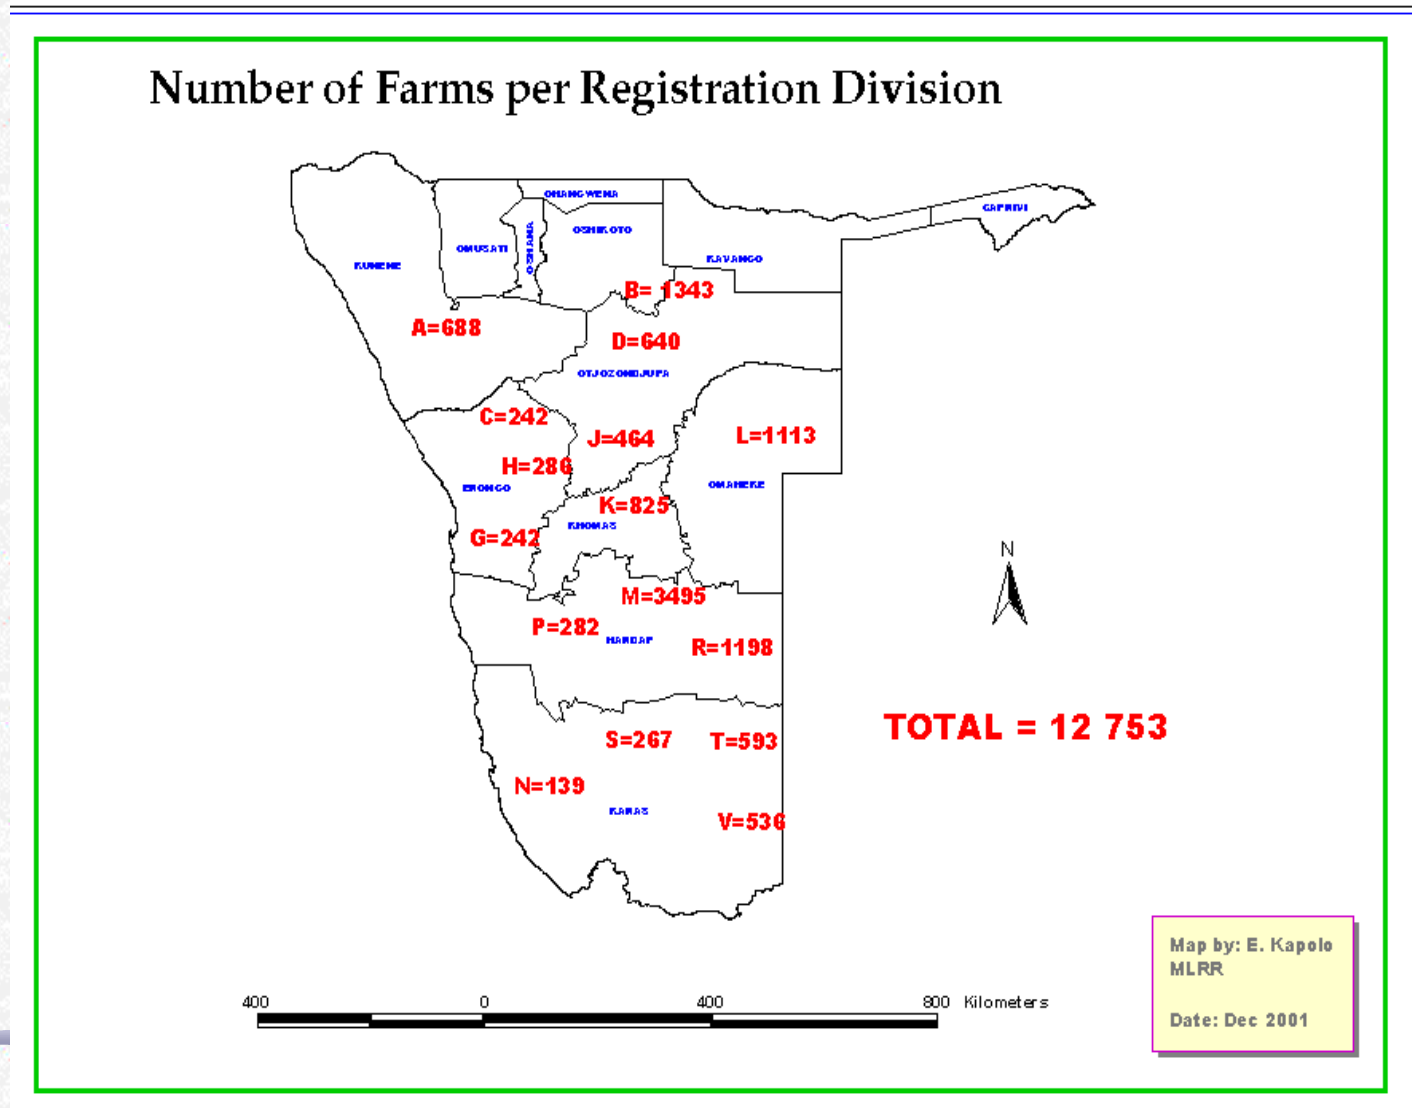 Number of Farms per Registration Division
OHANGWENA
CAPRIVI
OSHIKOTO
OMUSATI
OSHANA
KAVANGO
KUNENE
B= 1343
A=688
D=640
OTJOZONDJUPA
C=242
J=464
L=1113
H=286
ERONGO
OMAHEKE
K=825
KHOMAS
G=242
N
M=3495
P=282
HARDAP
R=1198
TOTAL = 12 753
S=267
T=593
N=139
KARAS
V=536
Map by: E. Kapolo
MLRR
Date: Dec 2001
400 0 400 800 Kilometers